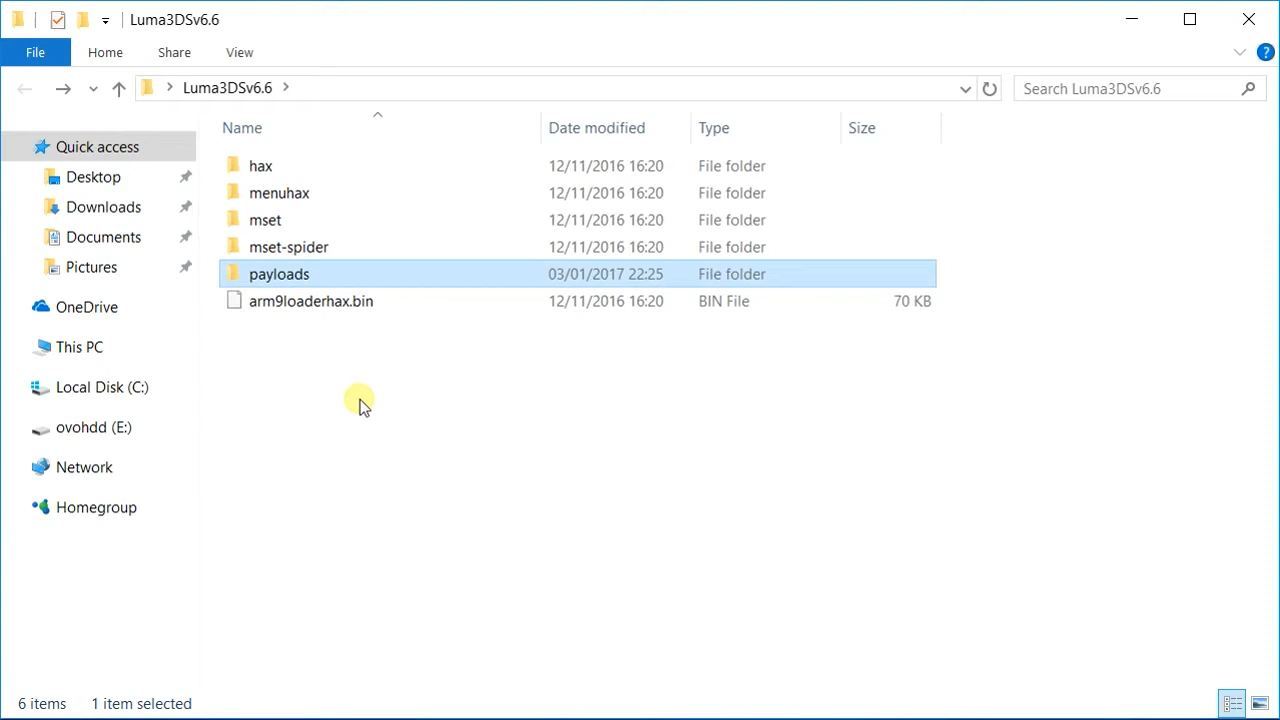 Luma3DSv6.6
File Home Share View
Luma3DSv6.6 Search Luma3DSv6.6
Name Date modified Type Size
Quick access
Desktop
Downloads
Documents
Pictures
OneDrive
This PC
Local Disk (C:)
ovohdd (E:)
Network
Homegroup
hax 12/11/2016 16:20 File folder
menuhax 12/11/2016 16:20 File folder
mset 12/11/2016 16:20 File folder
mset-spider 12/11/2016 16:20 File folder
payloads 03/01/2017 22:25 File folder
arm9loaderhax.bin 12/11/2016 16:20 BIN File 70 KB
6 items 1 item selected